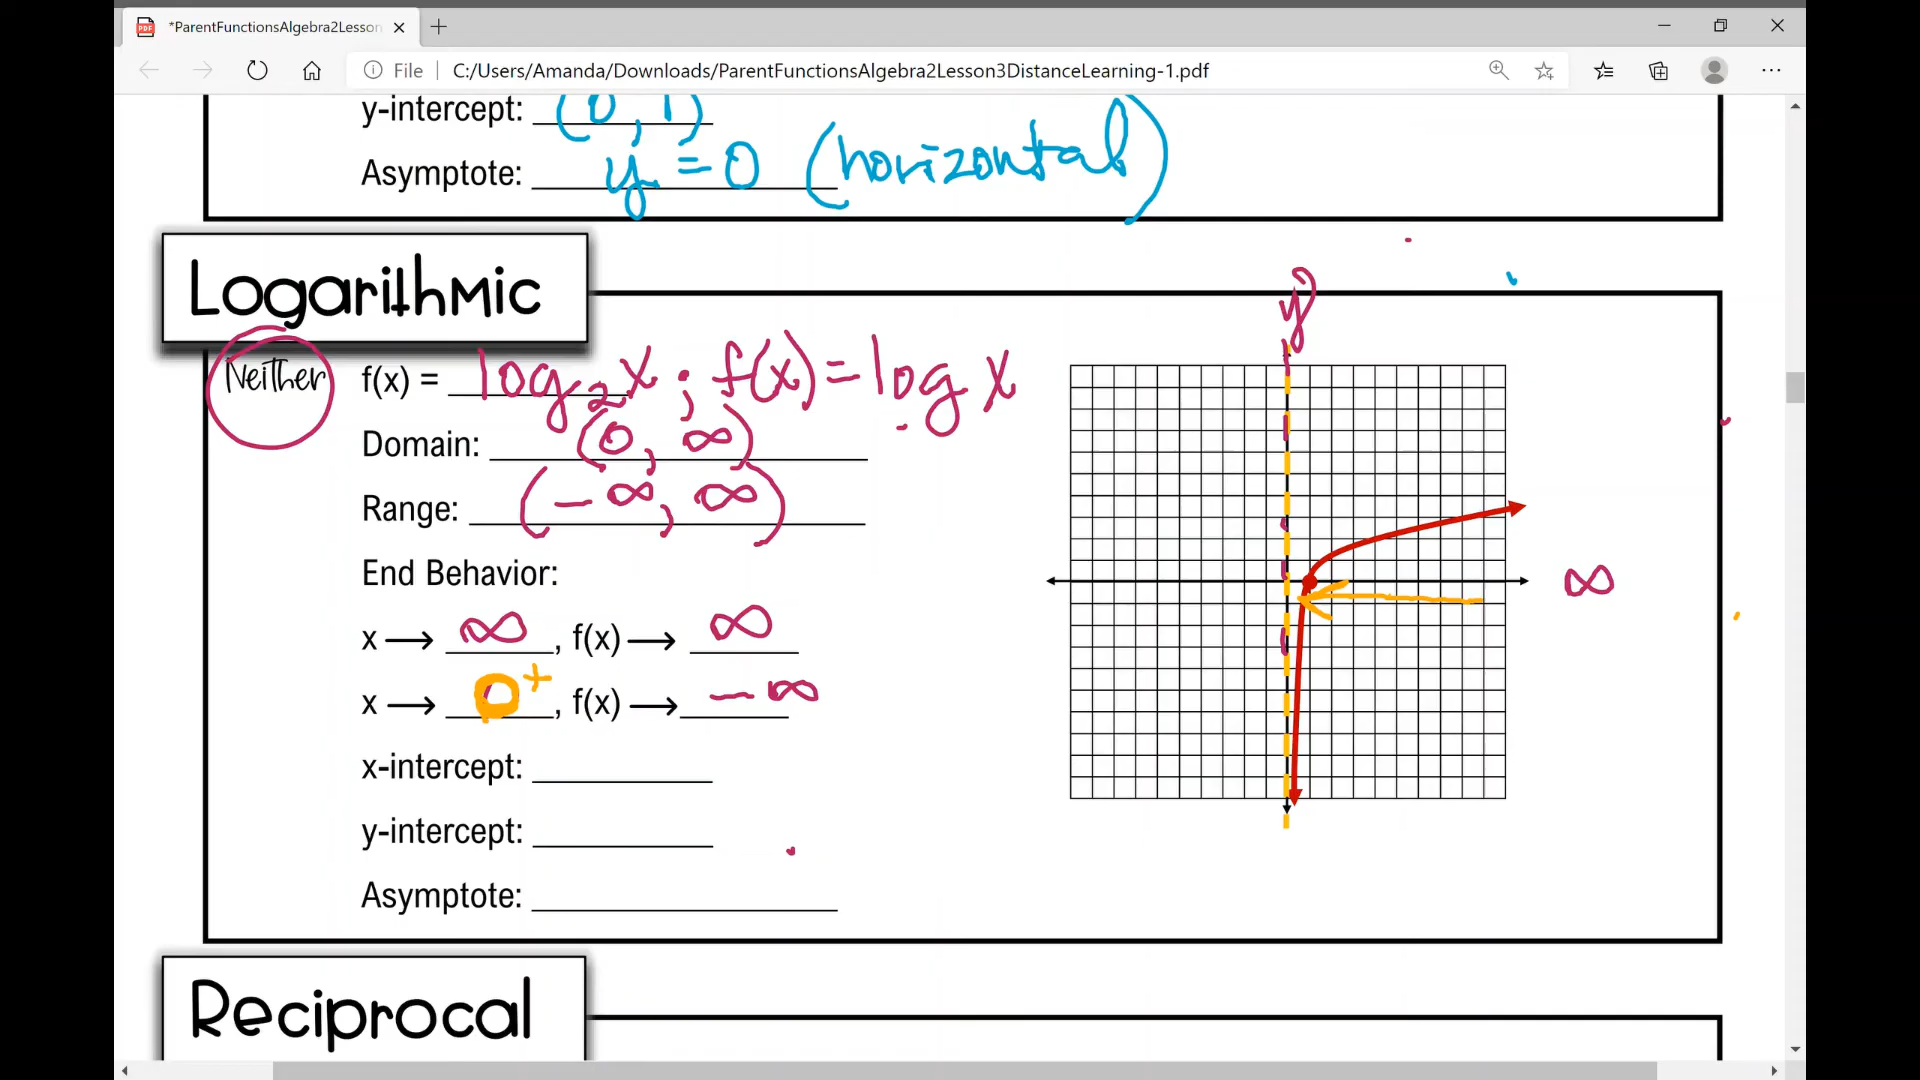 *ParentFunctionsAlgebra2Lesson
File C:/Users/Amanda/Downloads/ParentFunctionsAlgebra2Lesson3DistanceLearning-1.pdf
y-intercept: (0, 1)
Asymptote: y = 0 (horizontal)
Logarithmic
Neither f(x) = log₂x ; f(x) = log x
Domain: (0, ∞)
Range: (-∞, ∞)
End Behavior:
x ⟶ ∞, f(x) ⟶ ∞
x ⟶ 0⁺, f(x) ⟶ -∞
x-intercept:
y-intercept:
Asymptote:
y
∞
Reciprocal